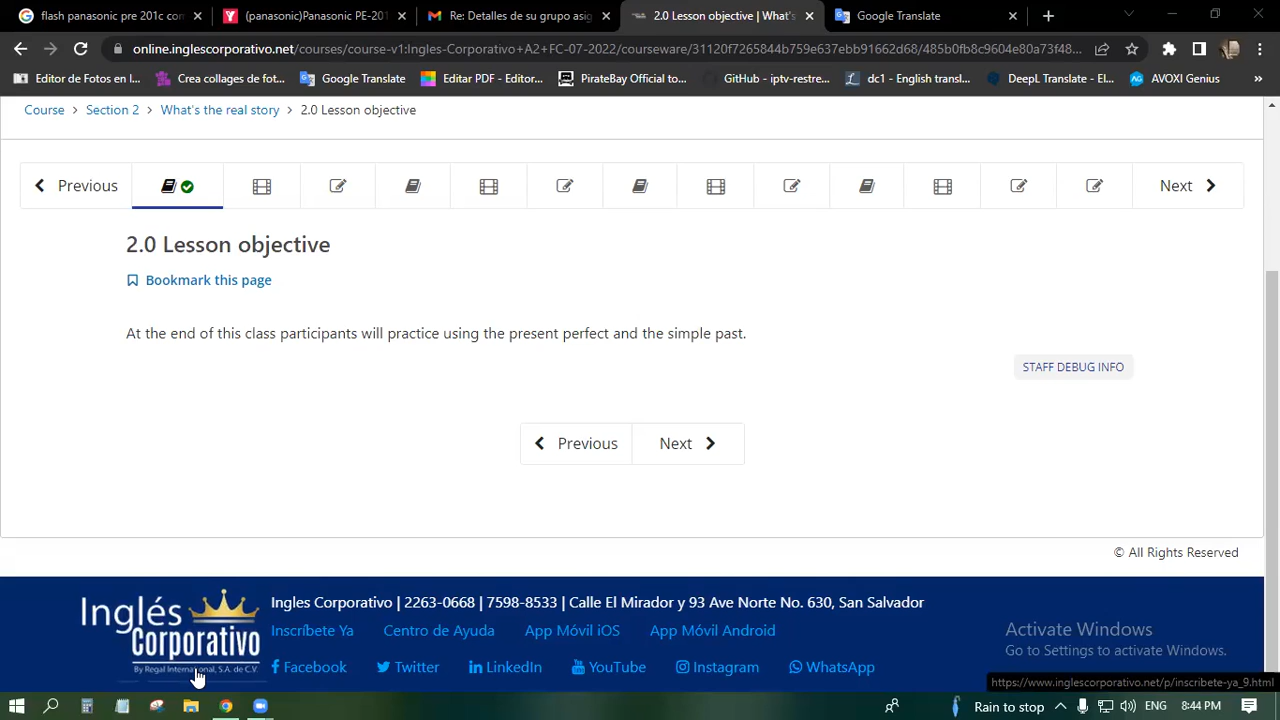 flash panasonic pre 201c com
(panasonic)Panasonic PE-201
Re: Detalles de su grupo asig
2.0 Lesson objective | What's
Google Translate
online.inglescorporativo.net/courses/course-v1:Ingles-Corporativo+A2+FC-07-2022/courseware/31120f7265844b759e637ebb91662d68/485b0fb8c9604e80a73f48...
Editor de Fotos en l...
Crea collages de fot...
Google Translate
Editar PDF - Editor...
PirateBay Official to...
GitHub - iptv-restre...
dc1 - English transl...
DeepL Translate - El...
AVOXI Genius
Course > Section 2 > What's the real story > 2.0 Lesson objective
Previous
Next
2.0 Lesson objective
Bookmark this page
At the end of this class participants will practice using the present perfect and the simple past.
STAFF DEBUG INFO
Previous
Next
© All Rights Reserved
Inglés
Corporativo
By Regal International, S.A. de C.V.
Ingles Corporativo | 2263-0668 | 7598-8533 | Calle El Mirador y 93 Ave Norte No. 630, San Salvador
Inscríbete Ya
Centro de Ayuda
App Móvil iOS
App Móvil Android
Facebook
Twitter
LinkedIn
YouTube
Instagram
WhatsApp
Activate Windows
Go to Settings to activate Windows.
https://www.inglescorporativo.net/p/inscribete-ya_9.html
Rain to stop
ENG
8:44 PM